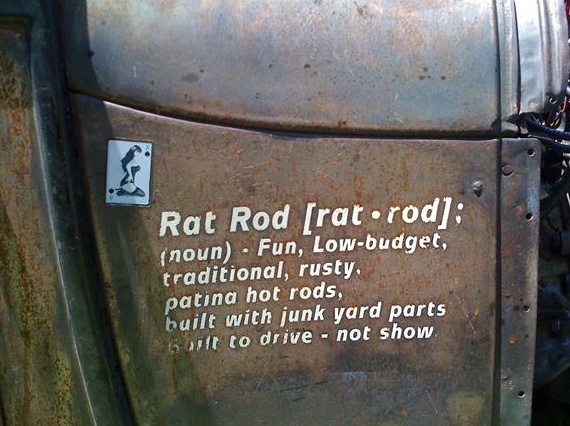 Rat Rod [rat • rod];
(noun) - Fun, Low-budget,
traditional, rusty,
patina hot rods,
built with junk yard parts
Built to drive - not show